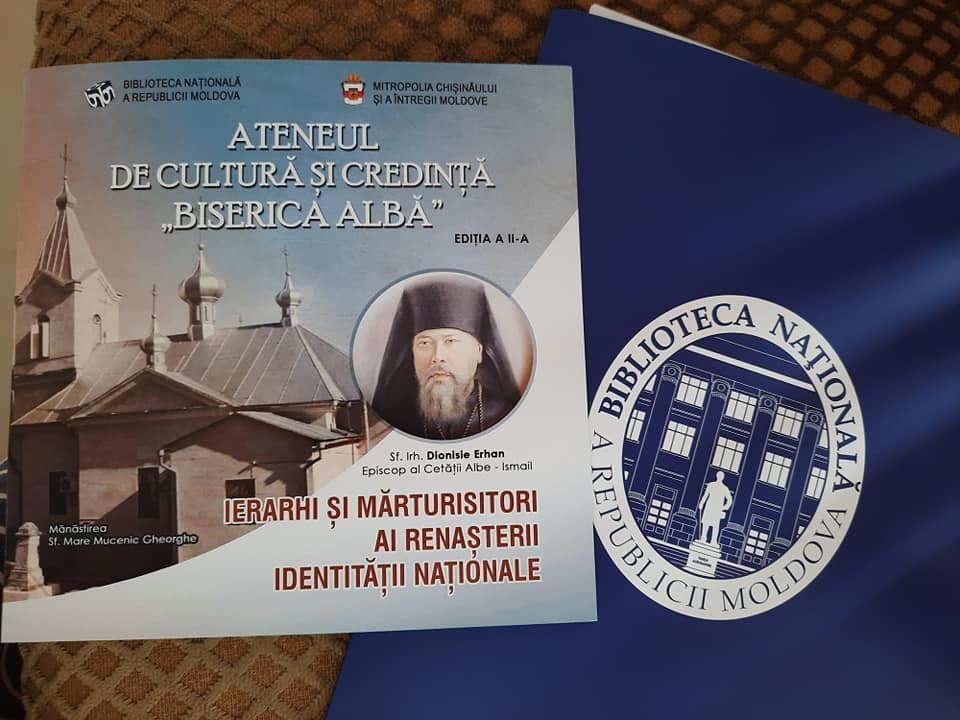 BIBLIOTECA NAȚIONALĂ
A REPUBLICII MOLDOVA
MITROPOLIA CHIȘINĂULUI
ȘI A ÎNTREGII MOLDOVE
ATENEUL
DE CULTURĂ ȘI CREDINȚĂ
„BISERICA ALBĂ”
EDIȚIA A II-A
Sf. Irh. Dionisie Erhan
Episcop al Cetății Albe - Ismail
IERARHI ȘI MĂRTURISITORI
AI RENAȘTERII
IDENTITĂȚII NAȚIONALE
Mănăstirea
Sf. Mare Mucenic Gheorghe
BIBLIOTECA NAŢIONALĂ
A REPUBLICII MOLDOVA